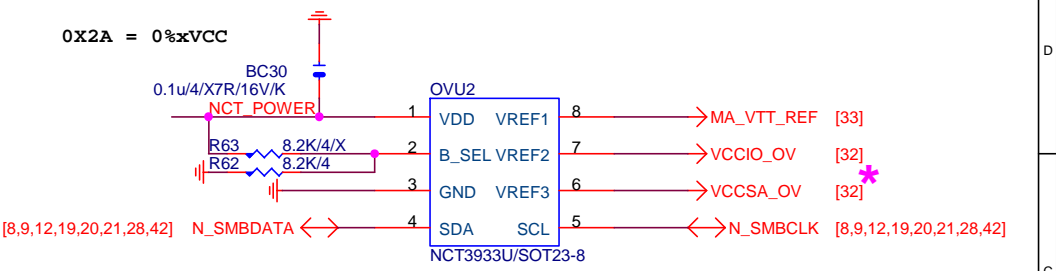 0X2A = 0%xVCC
D
BC30
0.1u/4/X7R/16V/K
OVU2
NCT_POWER
1 VDD VREF1 8 MA_VTT_REF [33]
R63 8.2K/4/X
2 B_SEL VREF2 7 VCCIO_OV [32]
R62 8.2K/4
3 GND VREF3 6 VCCSA_OV [32] *
[8,9,12,19,20,21,28,42] N_SMBDATA 4 SDA SCL 5 N_SMBCLK [8,9,12,19,20,21,28,42]
NCT3933U/SOT23-8